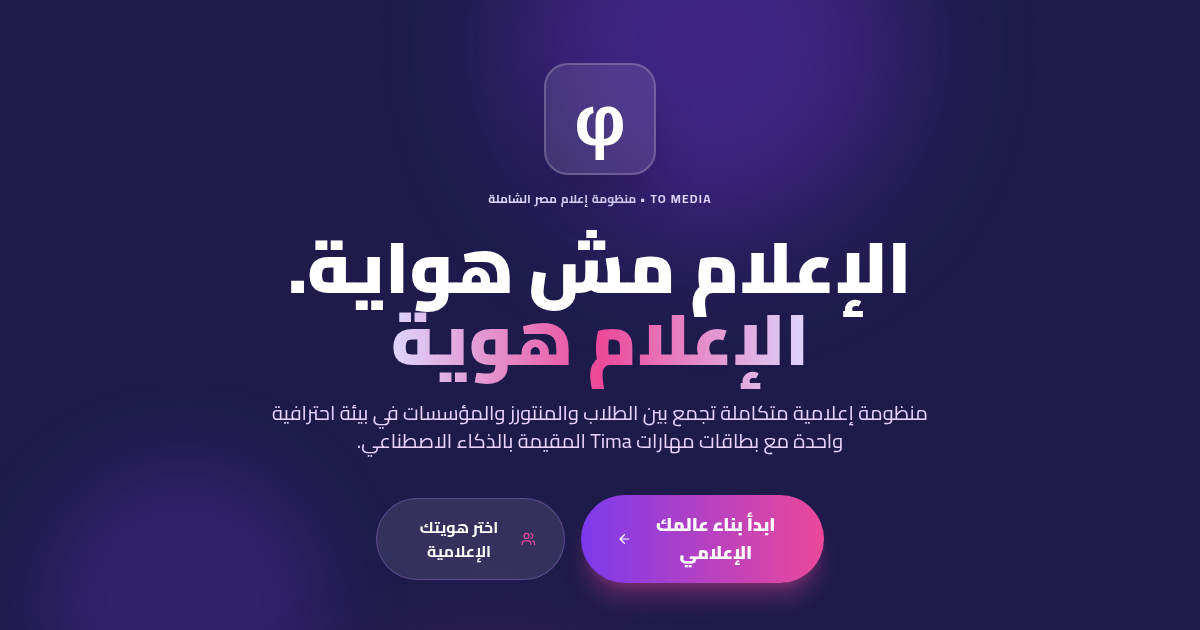 φ
TO MEDIA • منظومة إعلام مصر الشاملة
الإعلام مش هواية.
الإعلام هوية
منظومة إعلامية متكاملة تجمع بين الطلاب والمنتورز والمؤسسات في بيئة احترافية
واحدة مع بطاقات مهارات Tima المقيمة بالذكاء الاصطناعي.
ابدأ بناء عالمك
الإعلامي
اختر هويتك
الإعلامية